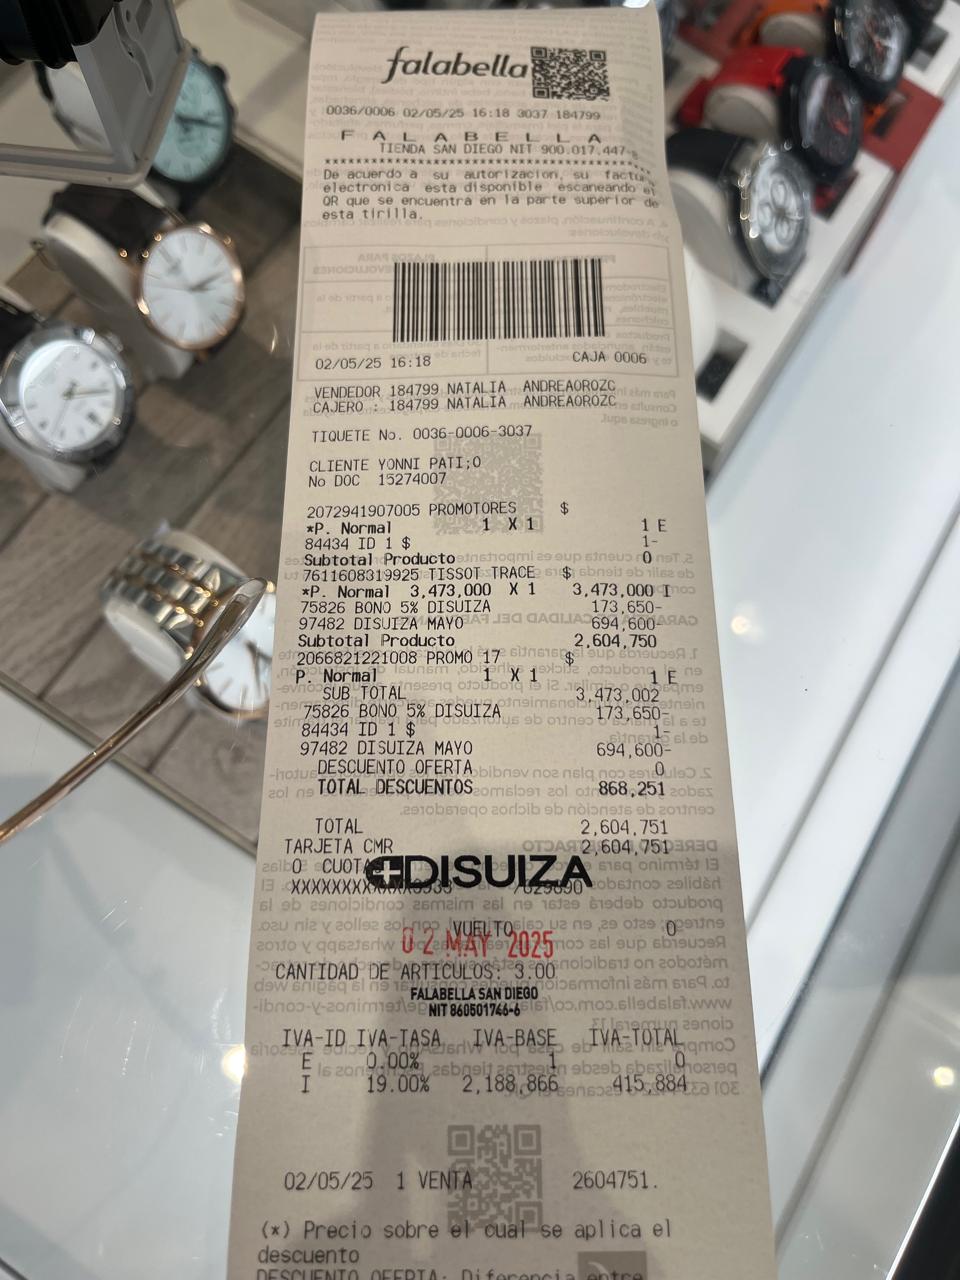 falabella
0036/0006 02/05/25 16:18 3037 184799
F A L A B E L L A
TIENDA SAN DIEGO NIT 900.017.447-
****************************************
De acuerdo a su autorizacion, su factura
electronica esta disponible escaneando el
QR que se encuentra en la parte superior de
esta tirilla.
02/05/25 16:18 CAJA 0006
VENDEDOR 184799 NATALIA ANDREAOROZC
CAJERO : 184799 NATALIA ANDREAOROZC
TIQUETE No. 0036-0006-3037
CLIENTE YONNI PATI;O
No DOC 15274007
2072941907005 PROMOTORES $
*P. Normal 1 X 1 1 E
84434 ID 1 $ 1-
Subtotal Producto 0
7611608319925 TISSOT TRACE $
*P. Normal 3,473,000 X 1 3,473,000 I
75826 BONO 5% DISUIZA 173,650-
97482 DISUIZA MAYO 694,600-
Subtotal Producto 2,604,750
2066821221008 PROMO 17 $
P. Normal 1 X 1 1 E
SUB TOTAL 3,473,002
75826 BONO 5% DISUIZA 173,650-
84434 ID 1 $ 1-
97482 DISUIZA MAYO 694,600-
DESCUENTO OFERTA 0
TOTAL DESCUENTOS 868,251
TOTAL 2,604,751
TARJETA CMR 2,604,751
0 CUOTAS
DISUIZA
VUELTO 0
02 MAY 2025
CANTIDAD DE ARTICULOS: 3.00
FALABELLA SAN DIEGO
NIT 860501746-6
IVA-ID IVA-TASA IVA-BASE IVA-TOTAL
E 0.00% 1 0
I 19.00% 2,188,866 415,884
02/05/25 1 VENTA 2604751.
(*) Precio sobre el cual se aplica el
descuento
DESCUENTO OFERTA: Diferencia entre